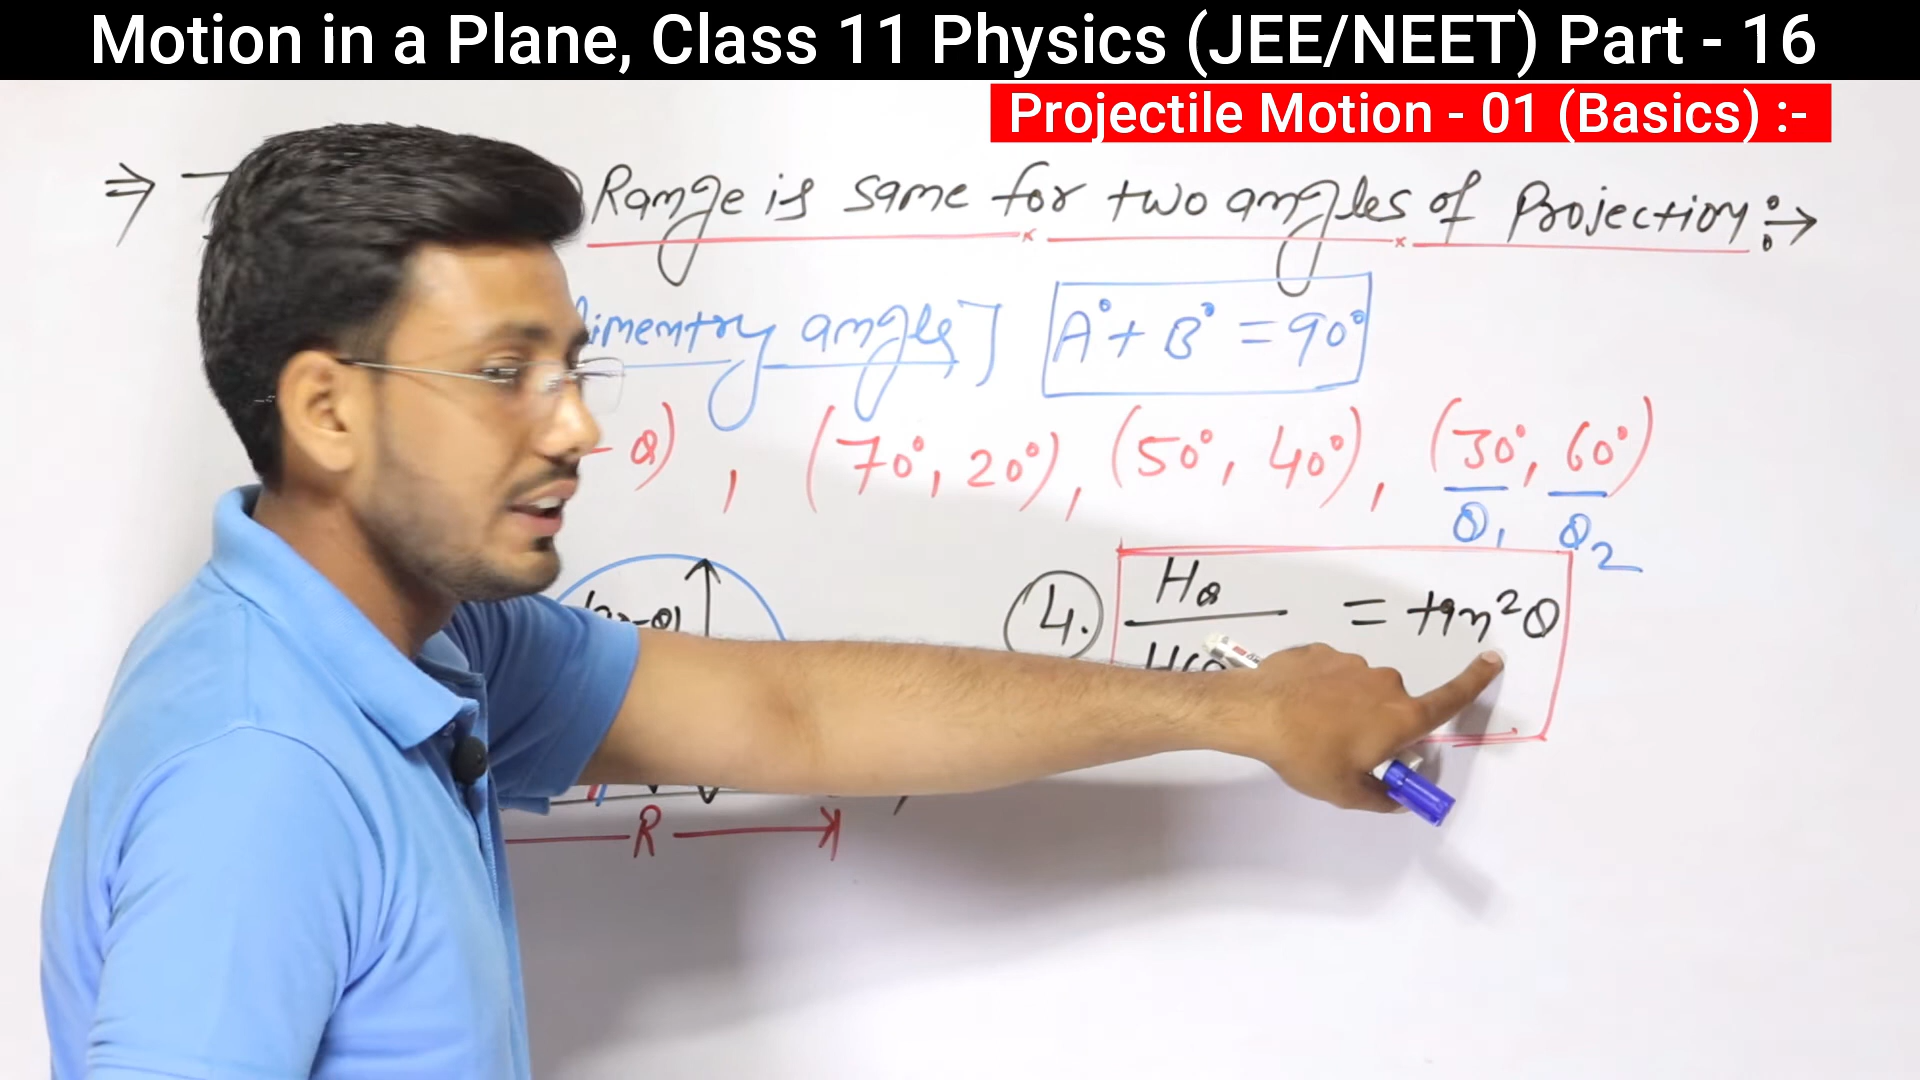 Motion in a Plane, Class 11 Physics (JEE/NEET) Part - 16
Projectile Motion - 01 (Basics) :-
⇒ Range is same for two angles of Projection :→
angles] A° + B° = 90°
- θ) , (70°, 20°), (50°, 40°), (30°, 60°)
θ₁ θ₂
4. Hθ = tan²θ
R